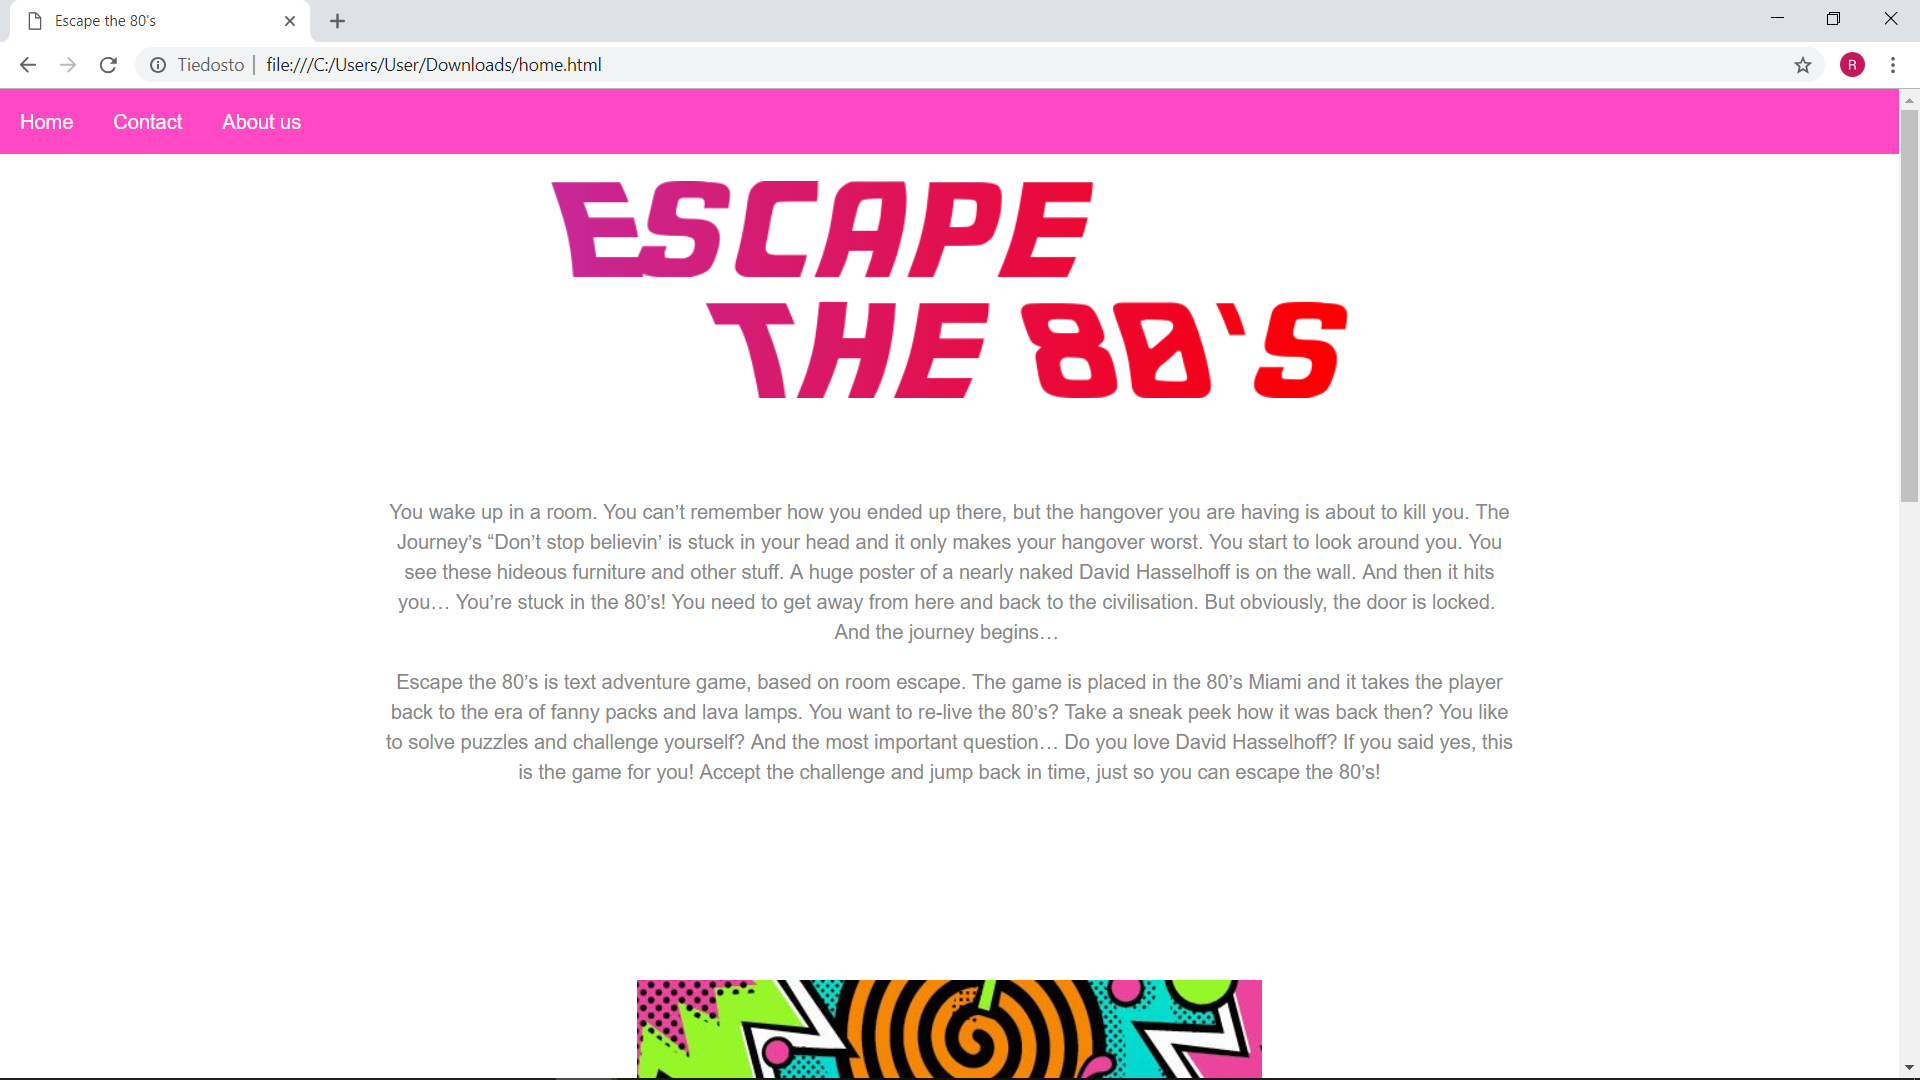 Escape the 80's
Tiedosto | file:///C:/Users/User/Downloads/home.html
R
Home Contact About us
ESCAPE
THE 80`S
You wake up in a room. You can’t remember how you ended up there, but the hangover you are having is about to kill you. The
Journey’s “Don’t stop believin’ is stuck in your head and it only makes your hangover worst. You start to look around you. You
see these hideous furniture and other stuff. A huge poster of a nearly naked David Hasselhoff is on the wall. And then it hits
you… You’re stuck in the 80’s! You need to get away from here and back to the civilisation. But obviously, the door is locked.
And the journey begins…
Escape the 80’s is text adventure game, based on room escape. The game is placed in the 80’s Miami and it takes the player
back to the era of fanny packs and lava lamps. You want to re-live the 80’s? Take a sneak peek how it was back then? You like
to solve puzzles and challenge yourself? And the most important question… Do you love David Hasselhoff? If you said yes, this
is the game for you! Accept the challenge and jump back in time, just so you can escape the 80’s!